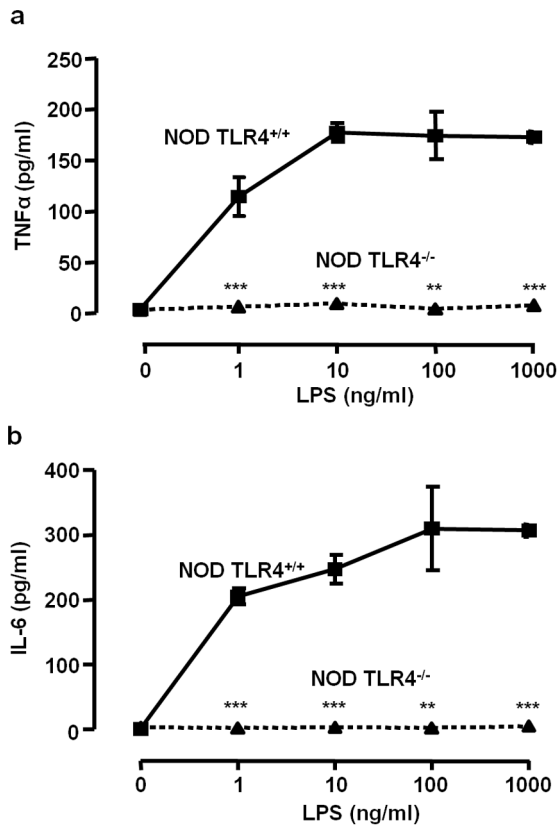 a
250
200
150
100
50
0
TNFα (pg/ml)
NOD TLR4+/+
NOD TLR4-/-
*** *** ** ***
0 1 10 100 1000
LPS (ng/ml)
b
400
300
200
100
0
IL-6 (pg/ml)
NOD TLR4+/+
NOD TLR4-/-
*** *** ** ***
0 1 10 100 1000
LPS (ng/ml)